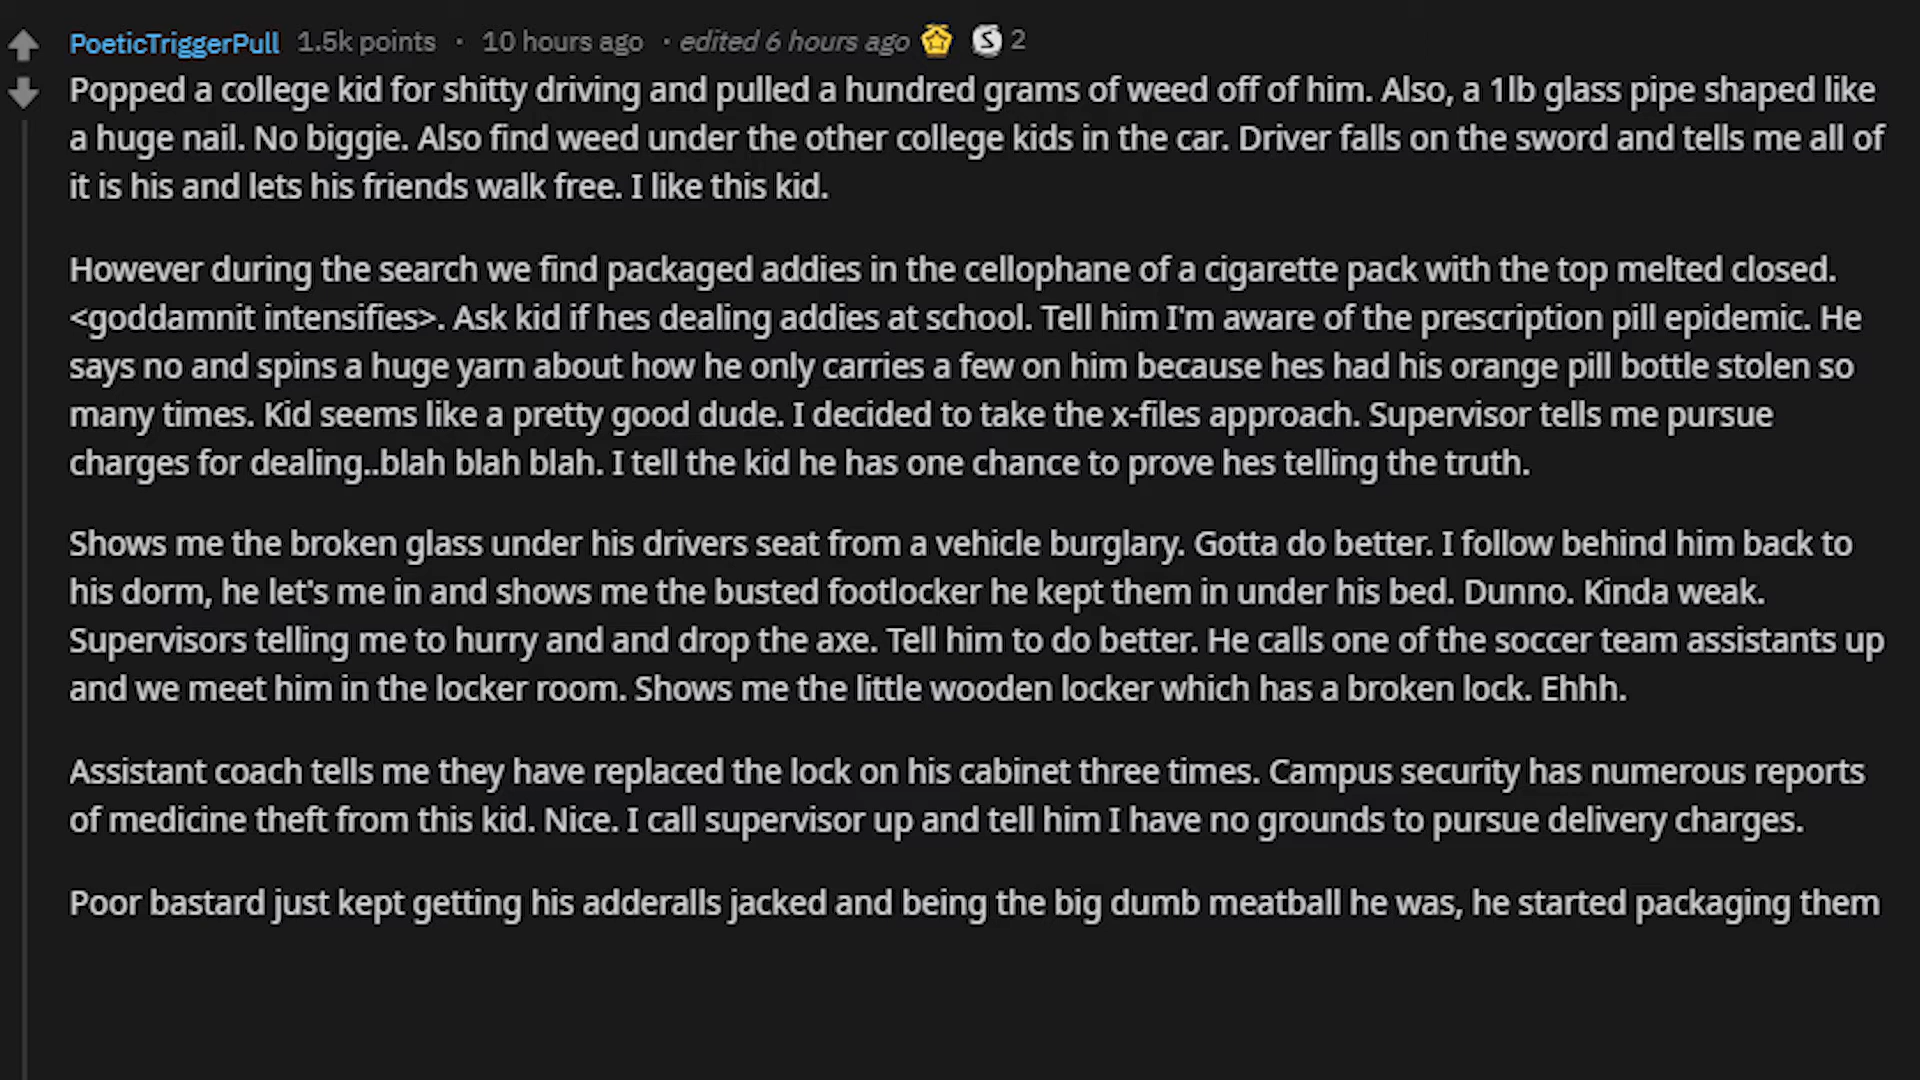 PoeticTriggerPull 1.5k points · 10 hours ago · edited 6 hours ago S 2
Popped a college kid for shitty driving and pulled a hundred grams of weed off of him. Also, a 1lb glass pipe shaped like
a huge nail. No biggie. Also find weed under the other college kids in the car. Driver falls on the sword and tells me all of
it is his and lets his friends walk free. I like this kid.
However during the search we find packaged addies in the cellophane of a cigarette pack with the top melted closed.
<goddamnit intensifies>. Ask kid if hes dealing addies at school. Tell him I'm aware of the prescription pill epidemic. He
says no and spins a huge yarn about how he only carries a few on him because hes had his orange pill bottle stolen so
many times. Kid seems like a pretty good dude. I decided to take the x-files approach. Supervisor tells me pursue
charges for dealing..blah blah blah. I tell the kid he has one chance to prove hes telling the truth.
Shows me the broken glass under his drivers seat from a vehicle burglary. Gotta do better. I follow behind him back to
his dorm, he let's me in and shows me the busted footlocker he kept them in under his bed. Dunno. Kinda weak.
Supervisors telling me to hurry and and drop the axe. Tell him to do better. He calls one of the soccer team assistants up
and we meet him in the locker room. Shows me the little wooden locker which has a broken lock. Ehhh.
Assistant coach tells me they have replaced the lock on his cabinet three times. Campus security has numerous reports
of medicine theft from this kid. Nice. I call supervisor up and tell him I have no grounds to pursue delivery charges.
Poor bastard just kept getting his adderalls jacked and being the big dumb meatball he was, he started packaging them